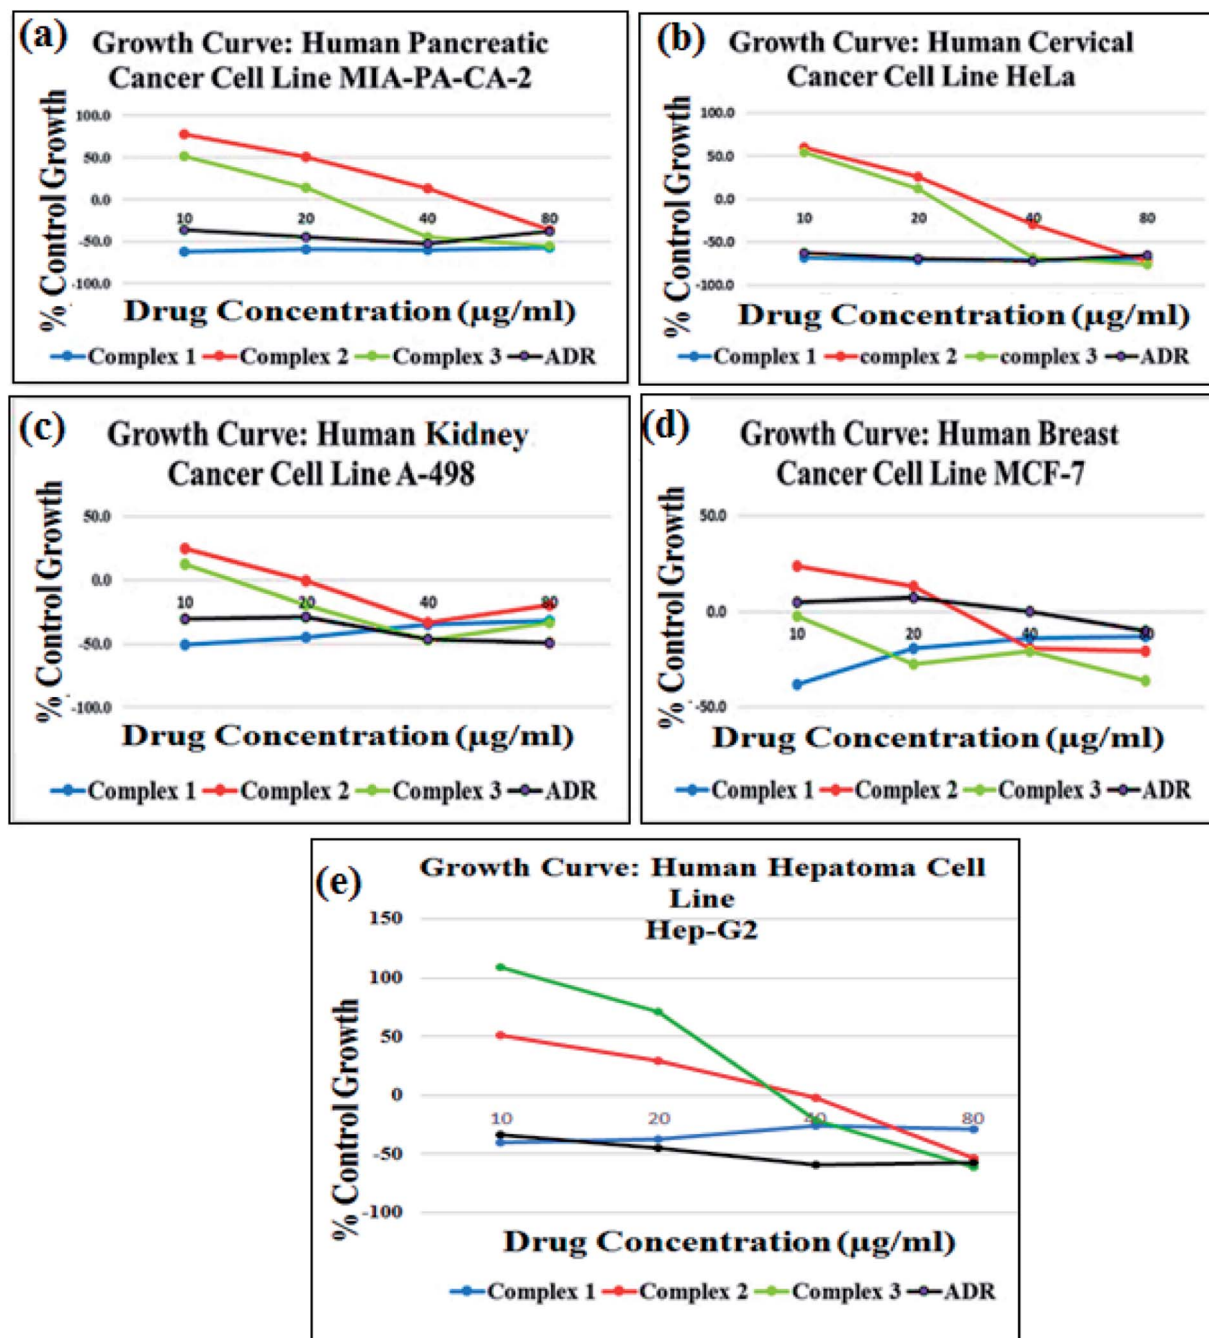 (a)
Growth Curve: Human Pancreatic
Cancer Cell Line MIA-PA-CA-2
% Control Growth
100.0
50.0
0.0
-50.0
-100.0
10 20 40 80
Drug Concentration (µg/ml)
Complex 1 Complex 2 Complex 3 ADR
(b)
Growth Curve: Human Cervical
Cancer Cell Line HeLa
% Control Growth
100.0
50.0
0.0
-50.0
-100.0
10 20 40 80
Drug Concentration (µg/ml)
Complex 1 complex 2 complex 3 ADR
(c)
Growth Curve: Human Kidney
Cancer Cell Line A-498
% Control Growth
50.0
0.0
-50.0
-100.0
10 20 40 80
Drug Concentration (µg/ml)
Complex 1 Complex 2 Complex 3 ADR
(d)
Growth Curve: Human Breast
Cancer Cell Line MCF-7
% Control Growth
50.0
0.0
-50.0
10 20 40
Drug Concentration (µg/ml)
Complex 1 Complex 2 Complex 3 ADR
(e)
Growth Curve: Human Hepatoma Cell
Line
Hep-G2
% Control Growth
150
100
50
0
-50
-100
10 20 40 80
Drug Concentration (µg/ml)
Complex 1 Complex 2 Complex 3 ADR